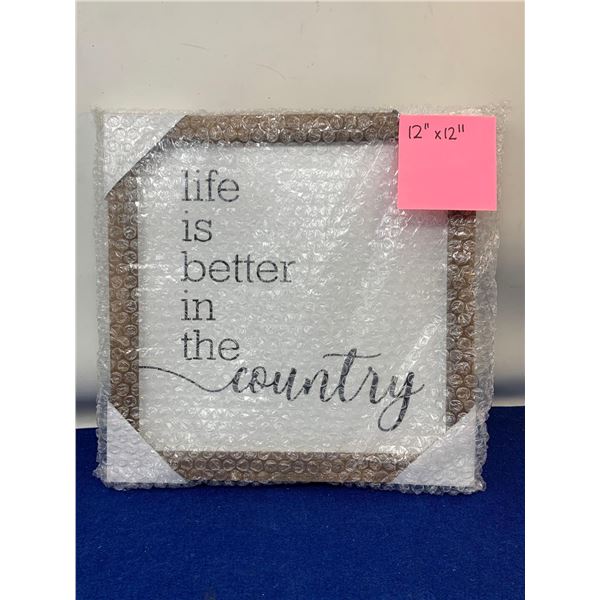 12" x 12"
life
is
better
in
the
country